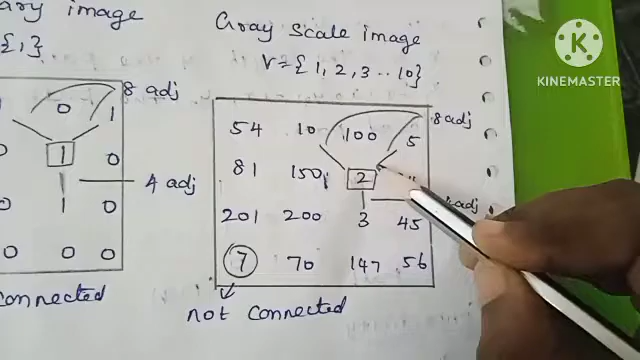 ary image
{1}
0 1
8 adj
1 0
4 adj
0 1 0
0 0 0
connected
Gray scale image
V={1, 2, 3 .. 10}
8 adj
54 10 100 5
81 150 2
adj
201 200 3 45
7 70 147 56
not connected
KINEMASTER